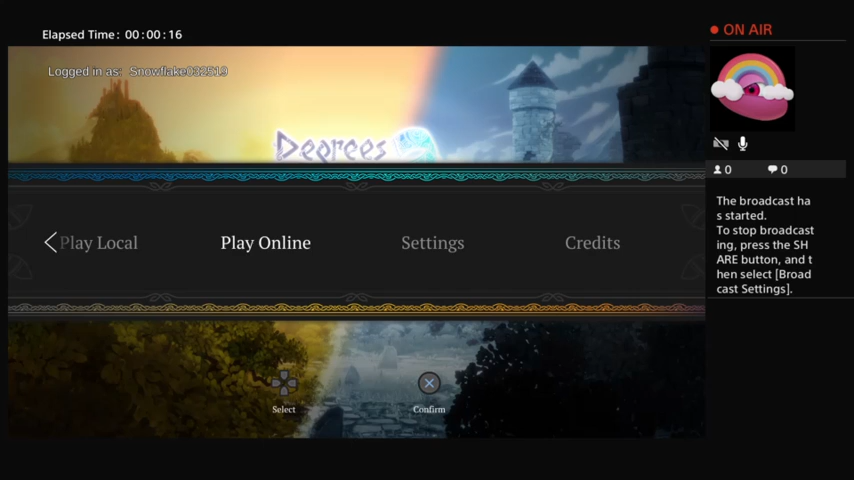 Elapsed Time: 00:00:16
ON AIR
Logged in as: Snowflake032519
Degrees
Play Local
Play Online
Settings
Credits
Select
Confirm
0
0
The broadcast ha
s started.
To stop broadcast
ing, press the SH
ARE button, and t
hen select [Broad
cast Settings].